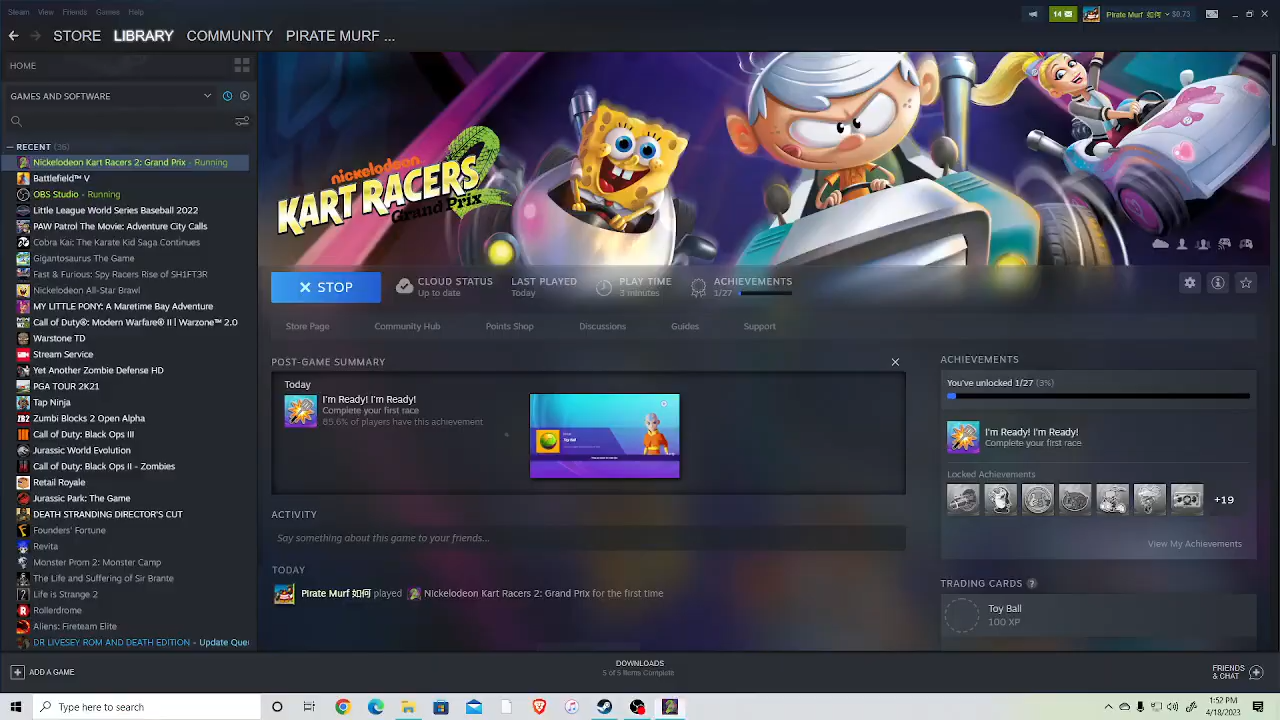 Steam View Friends Games Help
14
Pirate Murf 如何 $0.73
STORE LIBRARY COMMUNITY PIRATE MURF ...
HOME
GAMES AND SOFTWARE
RECENT (36)
Nickelodeon Kart Racers 2: Grand Prix - Running
Battlefield™ V
OBS Studio - Running
Little League World Series Baseball 2022
PAW Patrol The Movie: Adventure City Calls
Cobra Kai: The Karate Kid Saga Continues
Gigantosaurus The Game
Fast & Furious: Spy Racers Rise of SH1FT3R
Nickelodeon All-Star Brawl
MY LITTLE PONY: A Maretime Bay Adventure
Call of Duty®: Modern Warfare® II | Warzone™ 2.0
Warstone TD
Stream Service
Yet Another Zombie Defense HD
PGA TOUR 2K21
Tap Ninja
Zumbi Blocks 2 Open Alpha
Call of Duty: Black Ops III
Jurassic World Evolution
Call of Duty: Black Ops II - Zombies
Retail Royale
Jurassic Park: The Game
DEATH STRANDING DIRECTOR'S CUT
Founders' Fortune
Revita
Monster Prom 2: Monster Camp
The Life and Suffering of Sir Brante
Life is Strange 2
Rollerdrome
Aliens: Fireteam Elite
DR LIVESEY ROM AND DEATH EDITION - Update Que
nickelodeon
KART RACERS 2
Grand Prix
STOP
CLOUD STATUS
Up to date
LAST PLAYED
Today
PLAY TIME
3 minutes
ACHIEVEMENTS
1/27
Store Page Community Hub Points Shop Discussions Guides Support
POST-GAME SUMMARY
Today
I'm Ready! I'm Ready!
Complete your first race
85.6% of players have this achievement
Toy Ball
ACTIVITY
Say something about this game to your friends...
TODAY
Pirate Murf 如何 played Nickelodeon Kart Racers 2: Grand Prix for the first time
ACHIEVEMENTS
You've unlocked 1/27 (3%)
I'm Ready! I'm Ready!
Complete your first race
Locked Achievements
+19
View My Achievements
TRADING CARDS ?
Toy Ball
100 XP
ADD A GAME
DOWNLOADS
5 of 5 Items Complete
FRIENDS
& CHAT
Type here to search
1:52 PM
4/18/2023